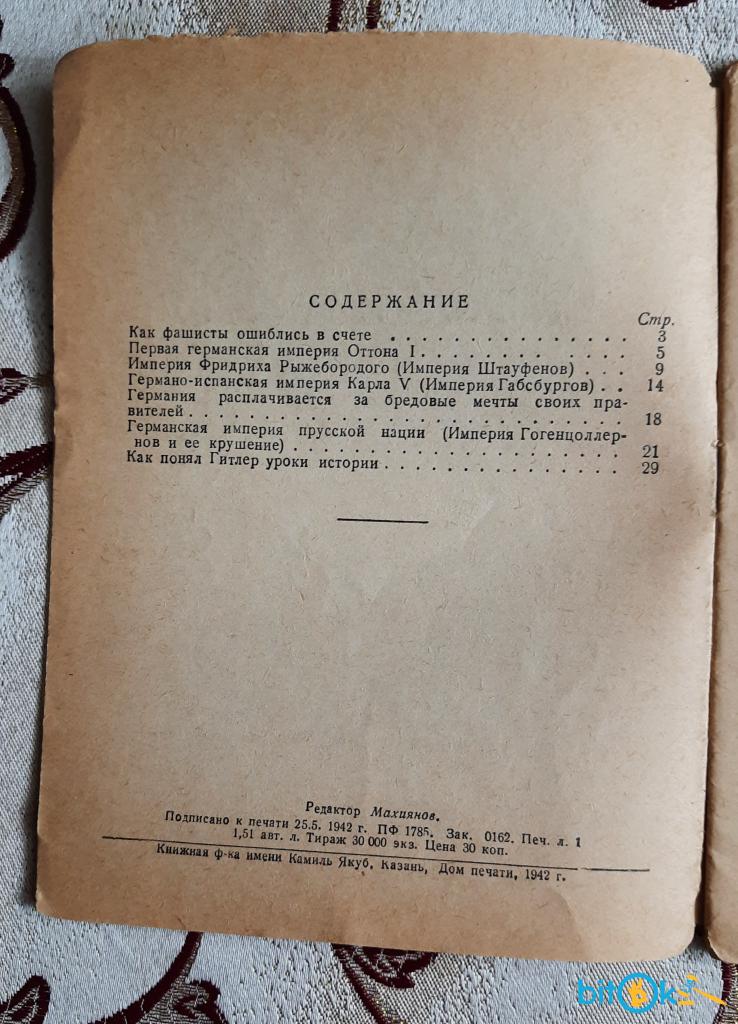 СОДЕРЖАНИЕ
Стр.
Как фашисты ошиблись в счете . . . . . . . . . . . . . . . 3
Первая германская империя Оттона I . . . . . . . . . . . . 5
Империя Фридриха Рыжебородого (Империя Штауфенов) . . . 9
Германо-испанская империя Карла V (Империя Габсбургов) . . 14
Германия расплачивается за бредовые мечты своих пра-
вителей . . . . . . . . . . . . . . . . . . . . . . . . . . 18
Германская империя прусской нации (Империя Гогенцоллер-
нов и ее крушение) . . . . . . . . . . . . . . . . . . . . 21
Как понял Гитлер уроки истории . . . . . . . . . . . . . . 29
Редактор Махиянов.
Подписано к печати 25.5. 1942 г. ПФ 1785. Зак. 0162. Печ. л. 1
1,51 авт. л. Тираж 30 000 экз. Цена 30 коп.
Книжная ф-ка имени Камиль Якуб, Казань, Дом печати, 1942 г.
bitok